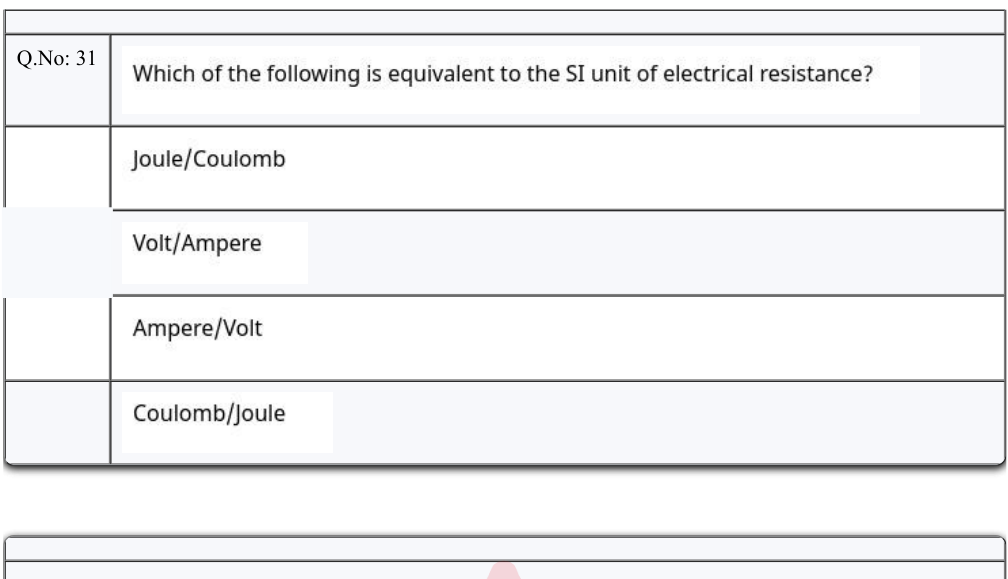 Q.No: 31
Which of the following is equivalent to the SI unit of electrical resistance?
Joule/Coulomb
Volt/Ampere
Ampere/Volt
Coulomb/Joule